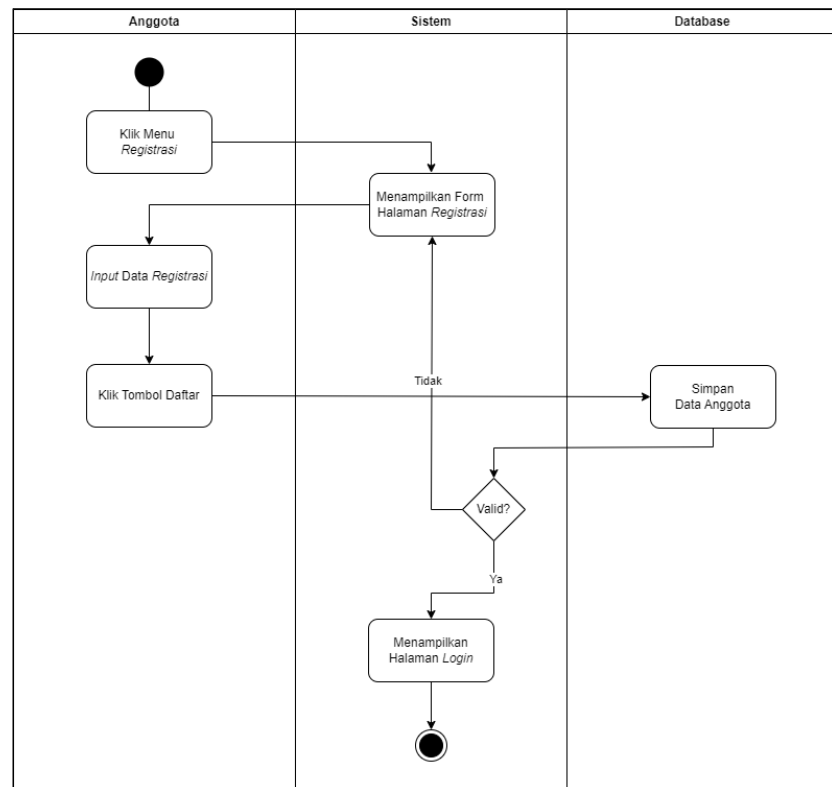 Anggota
Sistem
Database
Klik Menu
Registrasi
Menampilkan Form
Halaman Registrasi
Input Data Registrasi
Klik Tombol Daftar
Tidak
Simpan
Data Anggota
Valid?
Ya
Menampilkan
Halaman Login